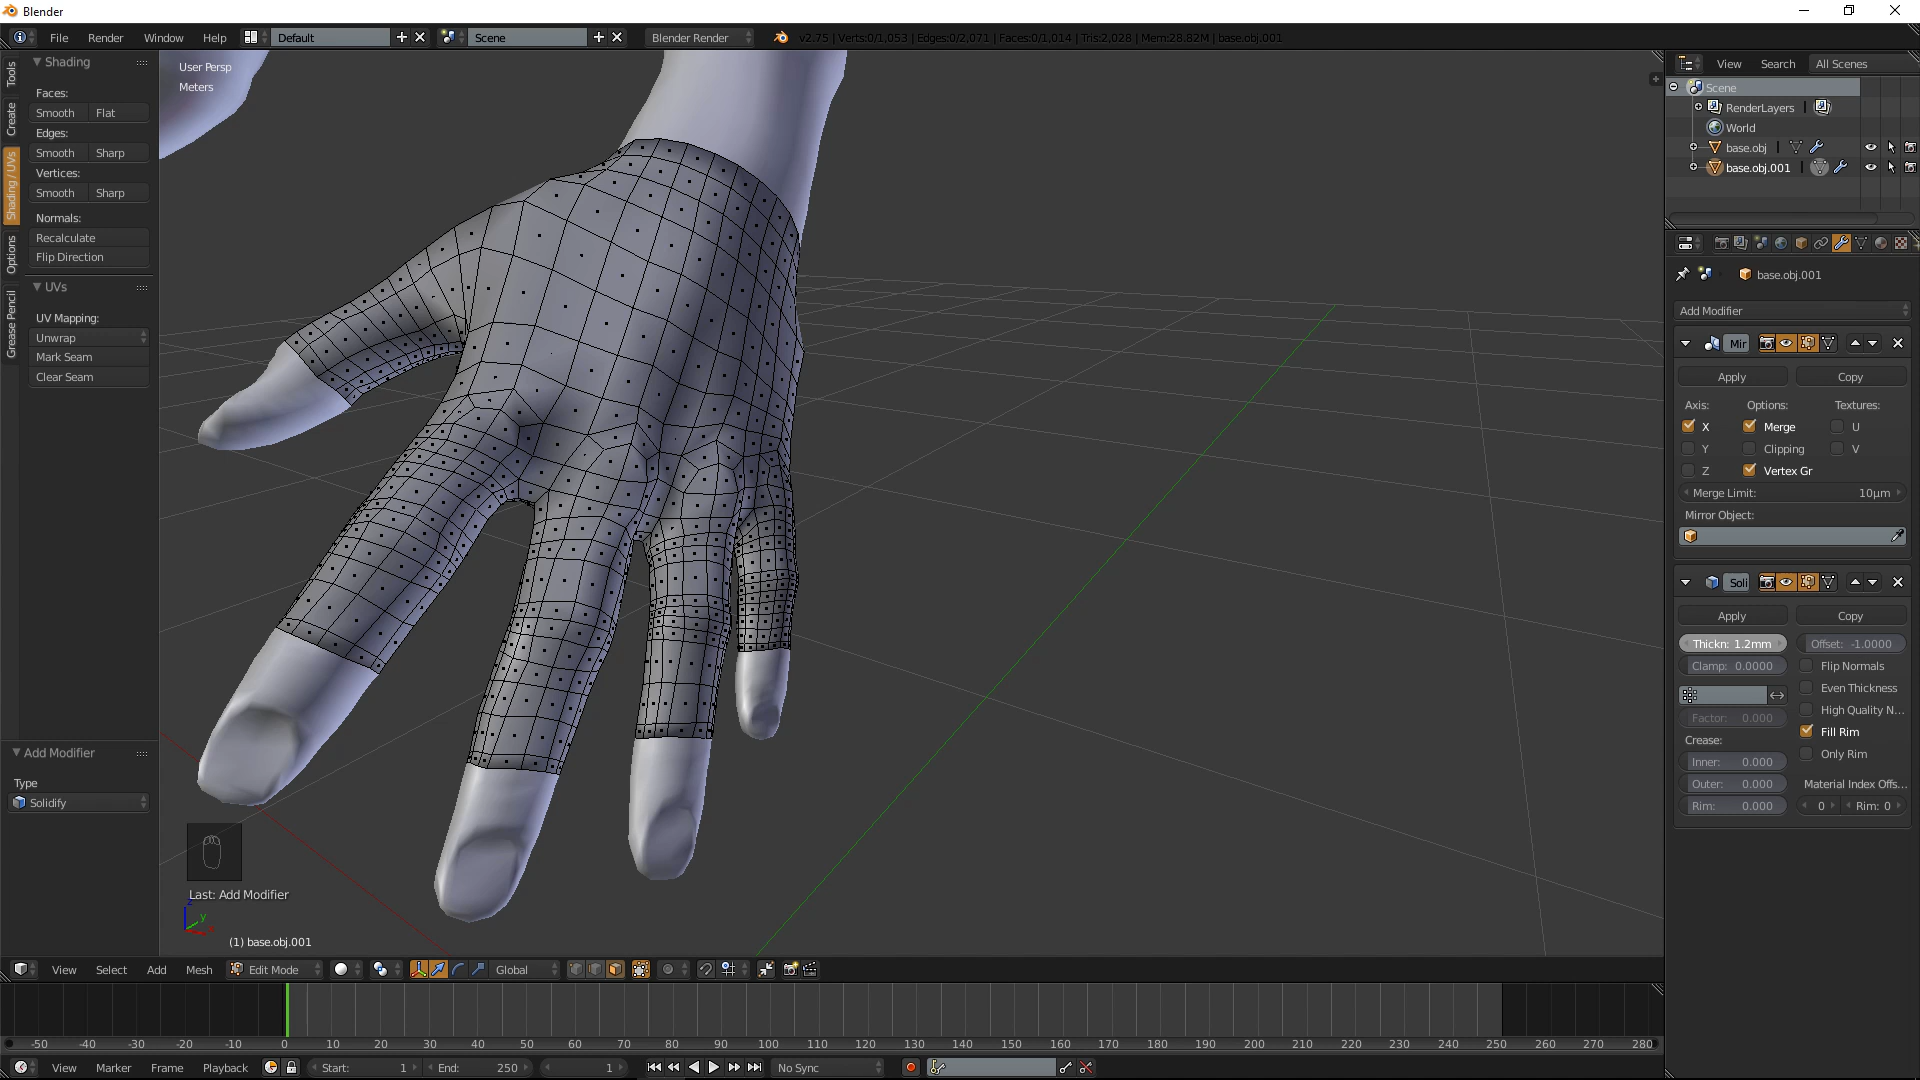 Blender
File Render Window Help Default Scene Blender Render v2.75 | Verts:0/1,053 | Edges:0/2,071 | Faces:0/1,014 | Tris:2,028 | Mem:28.82M | base.obj.001
Tools
Create
Shading / UVs
Options
Grease Pencil
Shading
Faces:
Smooth Flat
Edges:
Smooth Sharp
Vertices:
Smooth Sharp
Normals:
Recalculate
Flip Direction
UVs
UV Mapping:
Unwrap
Mark Seam
Clear Seam
Add Modifier
Type
Solidify
User Persp
Meters
Last: Add Modifier
z
y
(1) base.obj.001
View Search All Scenes
Scene
RenderLayers
World
base.obj
base.obj.001
base.obj.001
Add Modifier
Mir
Apply Copy
Axis: Options: Textures:
X Merge U
Y Clipping V
Z Vertex Gr
Merge Limit: 10µm
Mirror Object:
Soli
Apply Copy
Thickn: 1.2mm Offset: -1.0000
Clamp: 0.0000 Flip Normals
Even Thickness
Factor: 0.000 High Quality N...
Crease: Fill Rim
Inner: 0.000 Only Rim
Outer: 0.000 Material Index Offs...
Rim: 0.000 0 Rim: 0
View Select Add Mesh Edit Mode Global
-50 -40 -30 -20 -10 0 10 20 30 40 50 60 70 80 90 100 110 120 130 140 150 160 170 180 190 200 210 220 230 240 250 260 270 280
View Marker Frame Playback Start: 1 End: 250 1 No Sync